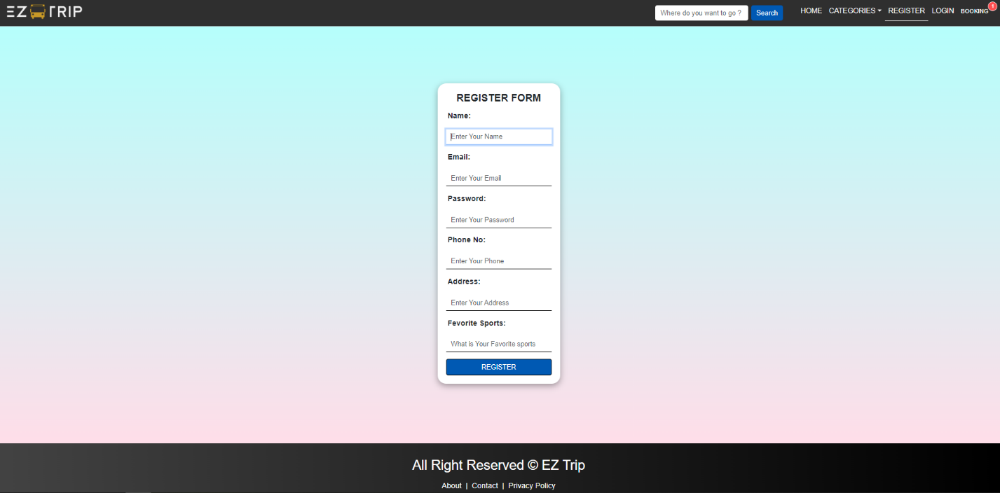 EZ TRIP
Where do you want to go ?
Search
HOME
CATEGORIES
REGISTER
LOGIN
BOOKING
1
REGISTER FORM
Name:
Enter Your Name
Email:
Enter Your Email
Password:
Enter Your Password
Phone No:
Enter Your Phone
Address:
Enter Your Address
Fevorite Sports:
What is Your Favorite sports
REGISTER
All Right Reserved © EZ Trip
About | Contact | Privacy Policy